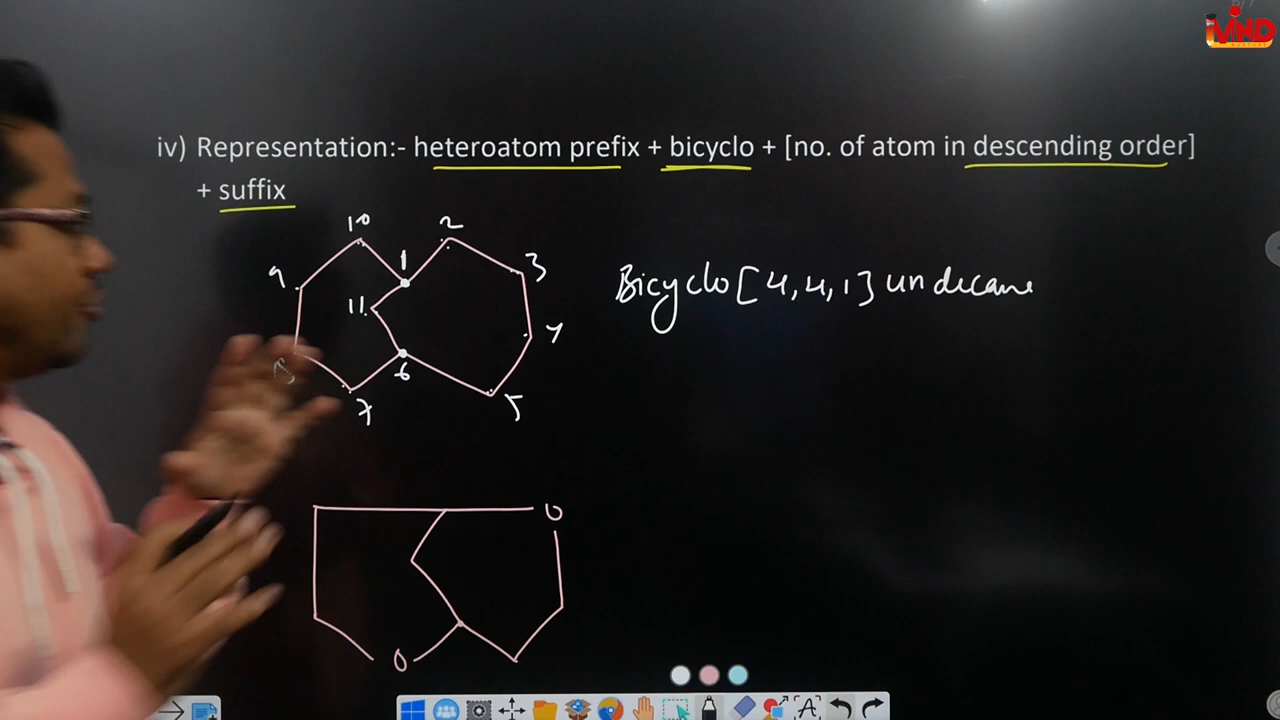 iVIND
iv) Representation:- heteroatom prefix + bicyclo + [no. of atom in descending order]
+ suffix
10 2
9 1 3
11
Bicyclo [4,4,1] undecane
6
7 5
O
O
A